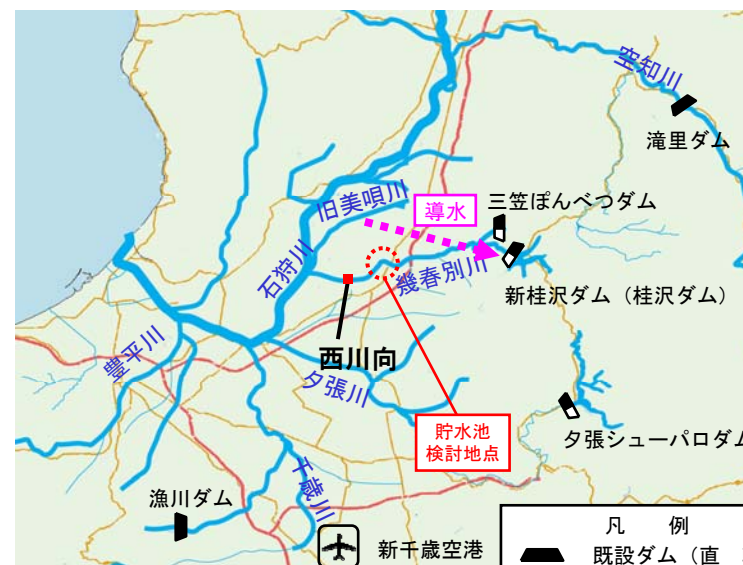 空知川
滝里ダム
旧美唄川
導水
三笠ぽんべつダム
石狩川
幾春別川
新桂沢ダム（桂沢ダム）
豊平川
西川向
夕張川
貯水池
検討地点
夕張シューパロダム
漁川ダム
千歳川
新千歳空港
凡 例
既設ダム（直